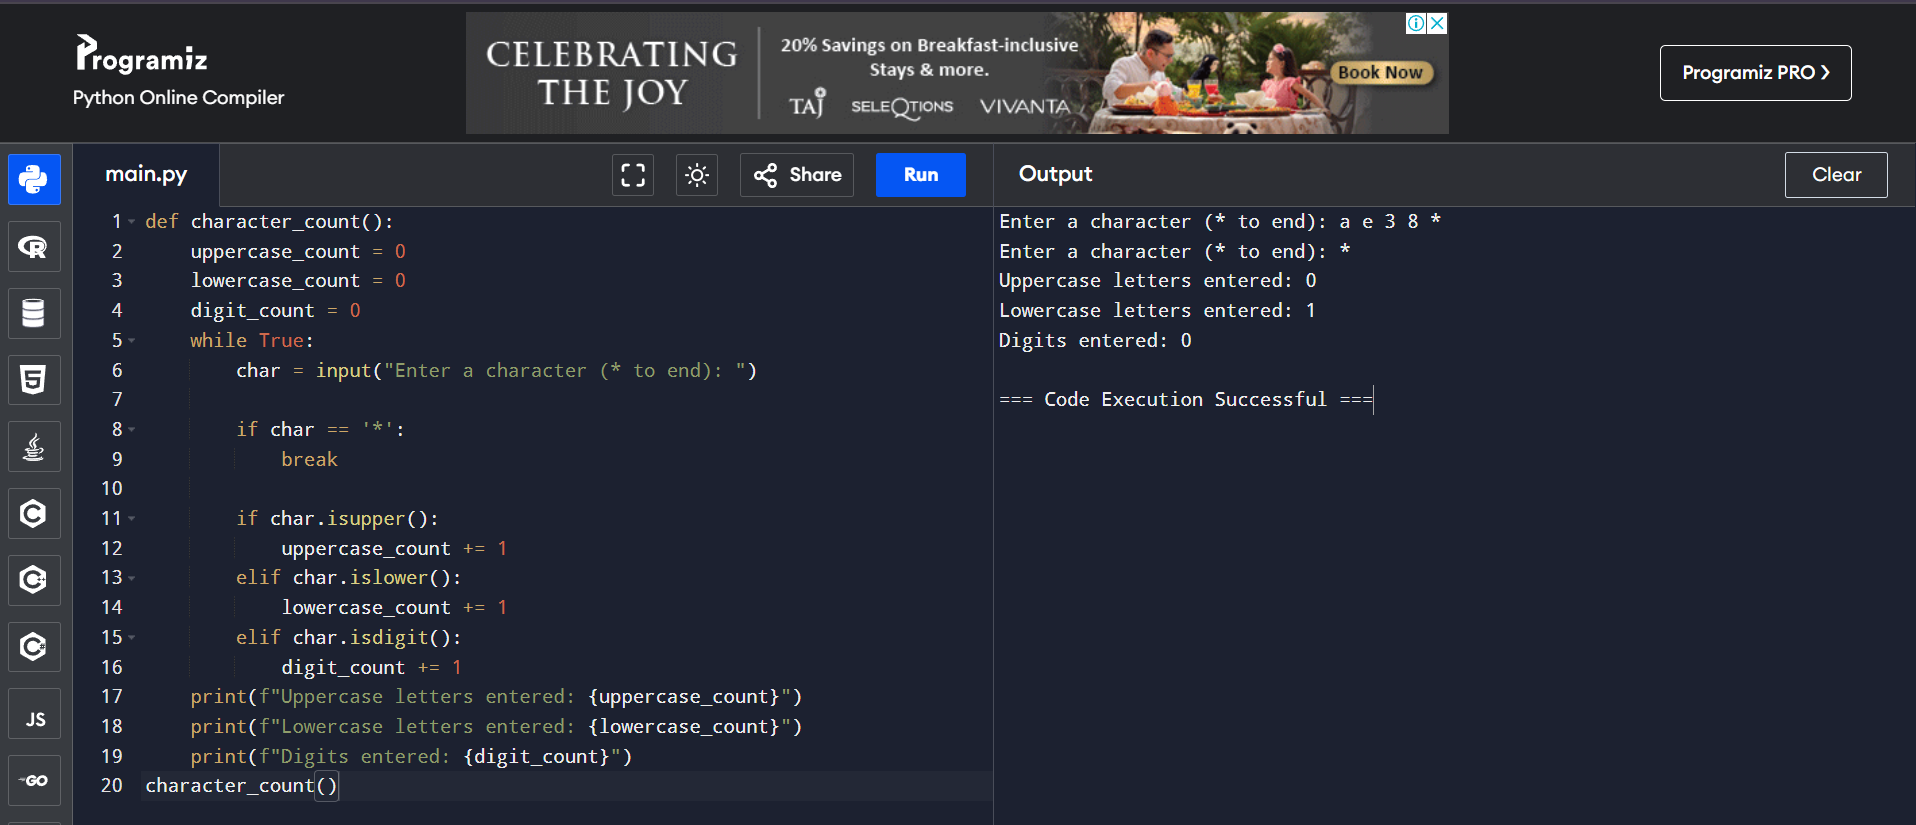 Programiz
Python Online Compiler
CELEBRATING
THE JOY
20% Savings on Breakfast-inclusive
Stays & more.
TAJ SELEQTIONS VIVANTA
Book Now
Programiz PRO ❯
main.py
Share
Run
Output
Clear
1 def character_count():
2     uppercase_count = 0
3     lowercase_count = 0
4     digit_count = 0
5     while True:
6         char = input("Enter a character (* to end): ")
7
8         if char == '*':
9             break
10
11         if char.isupper():
12             uppercase_count += 1
13         elif char.islower():
14             lowercase_count += 1
15         elif char.isdigit():
16             digit_count += 1
17     print(f"Uppercase letters entered: {uppercase_count}")
18     print(f"Lowercase letters entered: {lowercase_count}")
19     print(f"Digits entered: {digit_count}")
20 character_count()
Enter a character (* to end): a e 3 8 *
Enter a character (* to end): *
Uppercase letters entered: 0
Lowercase letters entered: 1
Digits entered: 0
=== Code Execution Successful ===
R
5
C
C++
C#
JS
GO